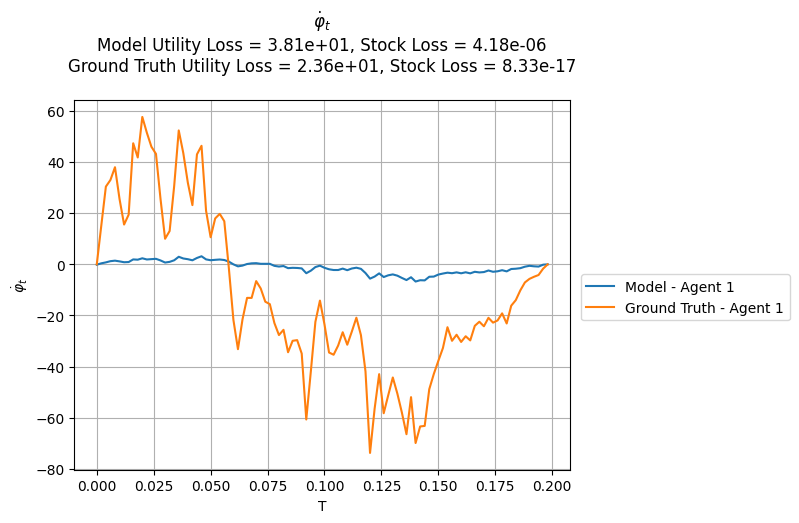 φ̇ₜ
Model Utility Loss = 3.81e+01, Stock Loss = 4.18e-06
Ground Truth Utility Loss = 2.36e+01, Stock Loss = 8.33e-17
60
40
20
0
−20
−40
−60
−80
φ̇ₜ
0.000 0.025 0.050 0.075 0.100 0.125 0.150 0.175 0.200
T
Model - Agent 1
Ground Truth - Agent 1